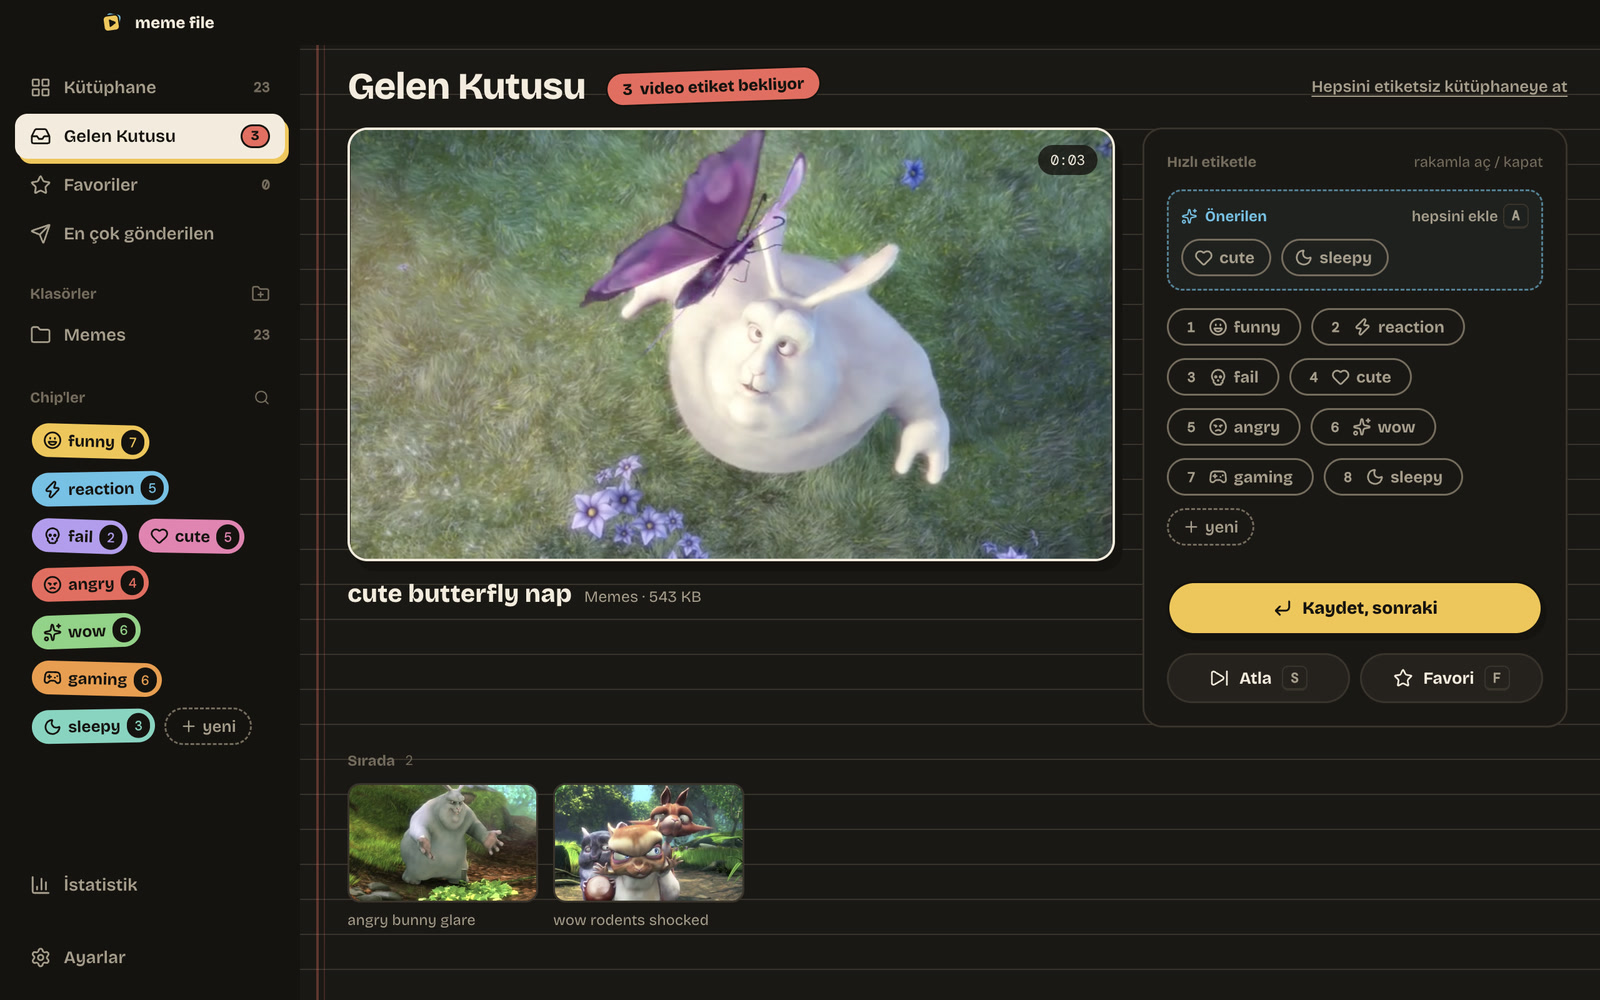 meme file
Kütüphane 23
Gelen Kutusu 3
Favoriler 0
En çok gönderilen
Klasörler
Memes 23
Chip'ler
funny 7
reaction 5
fail 2 cute 5
angry 4
wow 6
gaming 6
sleepy 3 + yeni
İstatistik
Ayarlar
Gelen Kutusu 3 video etiket bekliyor
Hepsini etiketsiz kütüphaneye at
0:03
cute butterfly nap Memes · 543 KB
Hızlı etiketle rakamla aç / kapat
Önerilen hepsini ekle A
cute sleepy
1 funny 2 reaction
3 fail 4 cute
5 angry 6 wow
7 gaming 8 sleepy
+ yeni
Kaydet, sonraki
Atla S Favori F
Sırada 2
angry bunny glare wow rodents shocked